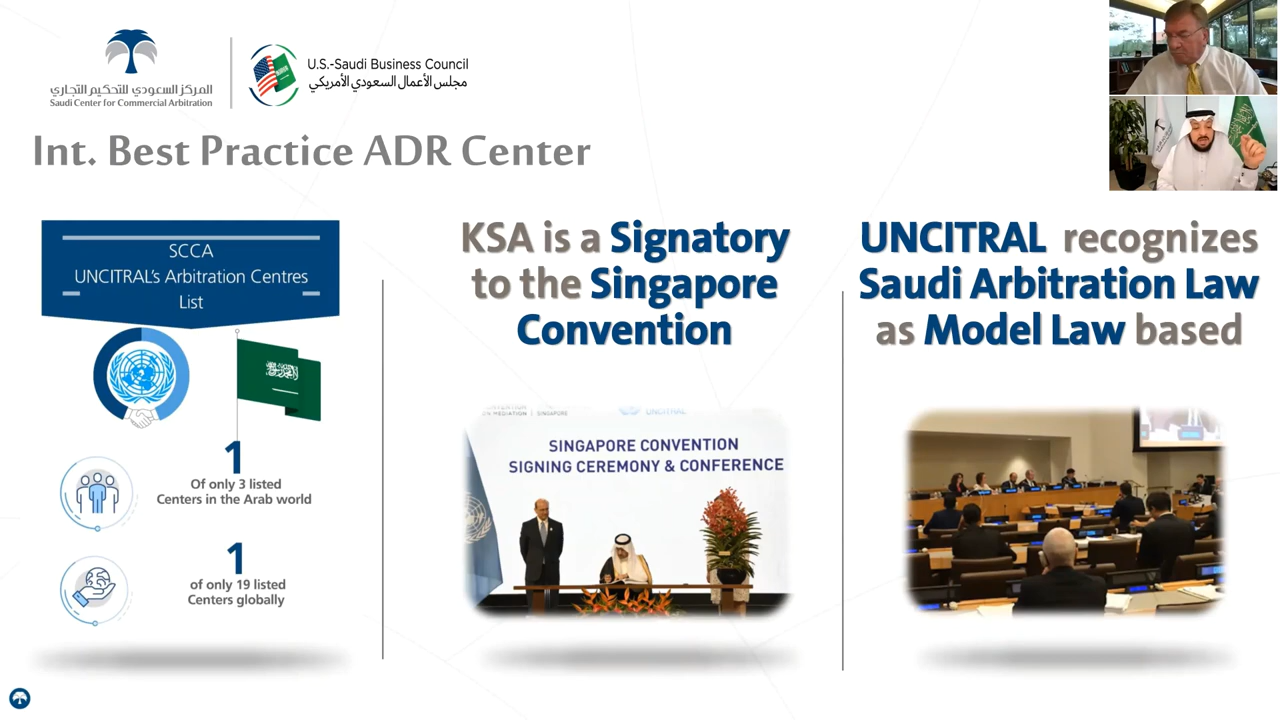 المركز السعودي للتحكيم التجاري
Saudi Center for Commercial Arbitration
U.S.-Saudi Business Council
مجلس الأعمال السعودي الأمريكي
Int. Best Practice ADR Center
SCCA
UNCITRAL's Arbitration Centres
List
1
Of only 3 listed
Centers in the Arab world
1
of only 19 listed
Centers globally
KSA is a Signatory
to the Singapore
Convention
UNCITRAL
SINGAPORE CONVENTION
SIGNING CEREMONY & CONFERENCE
UNCITRAL recognizes
Saudi Arbitration Law
as Model Law based